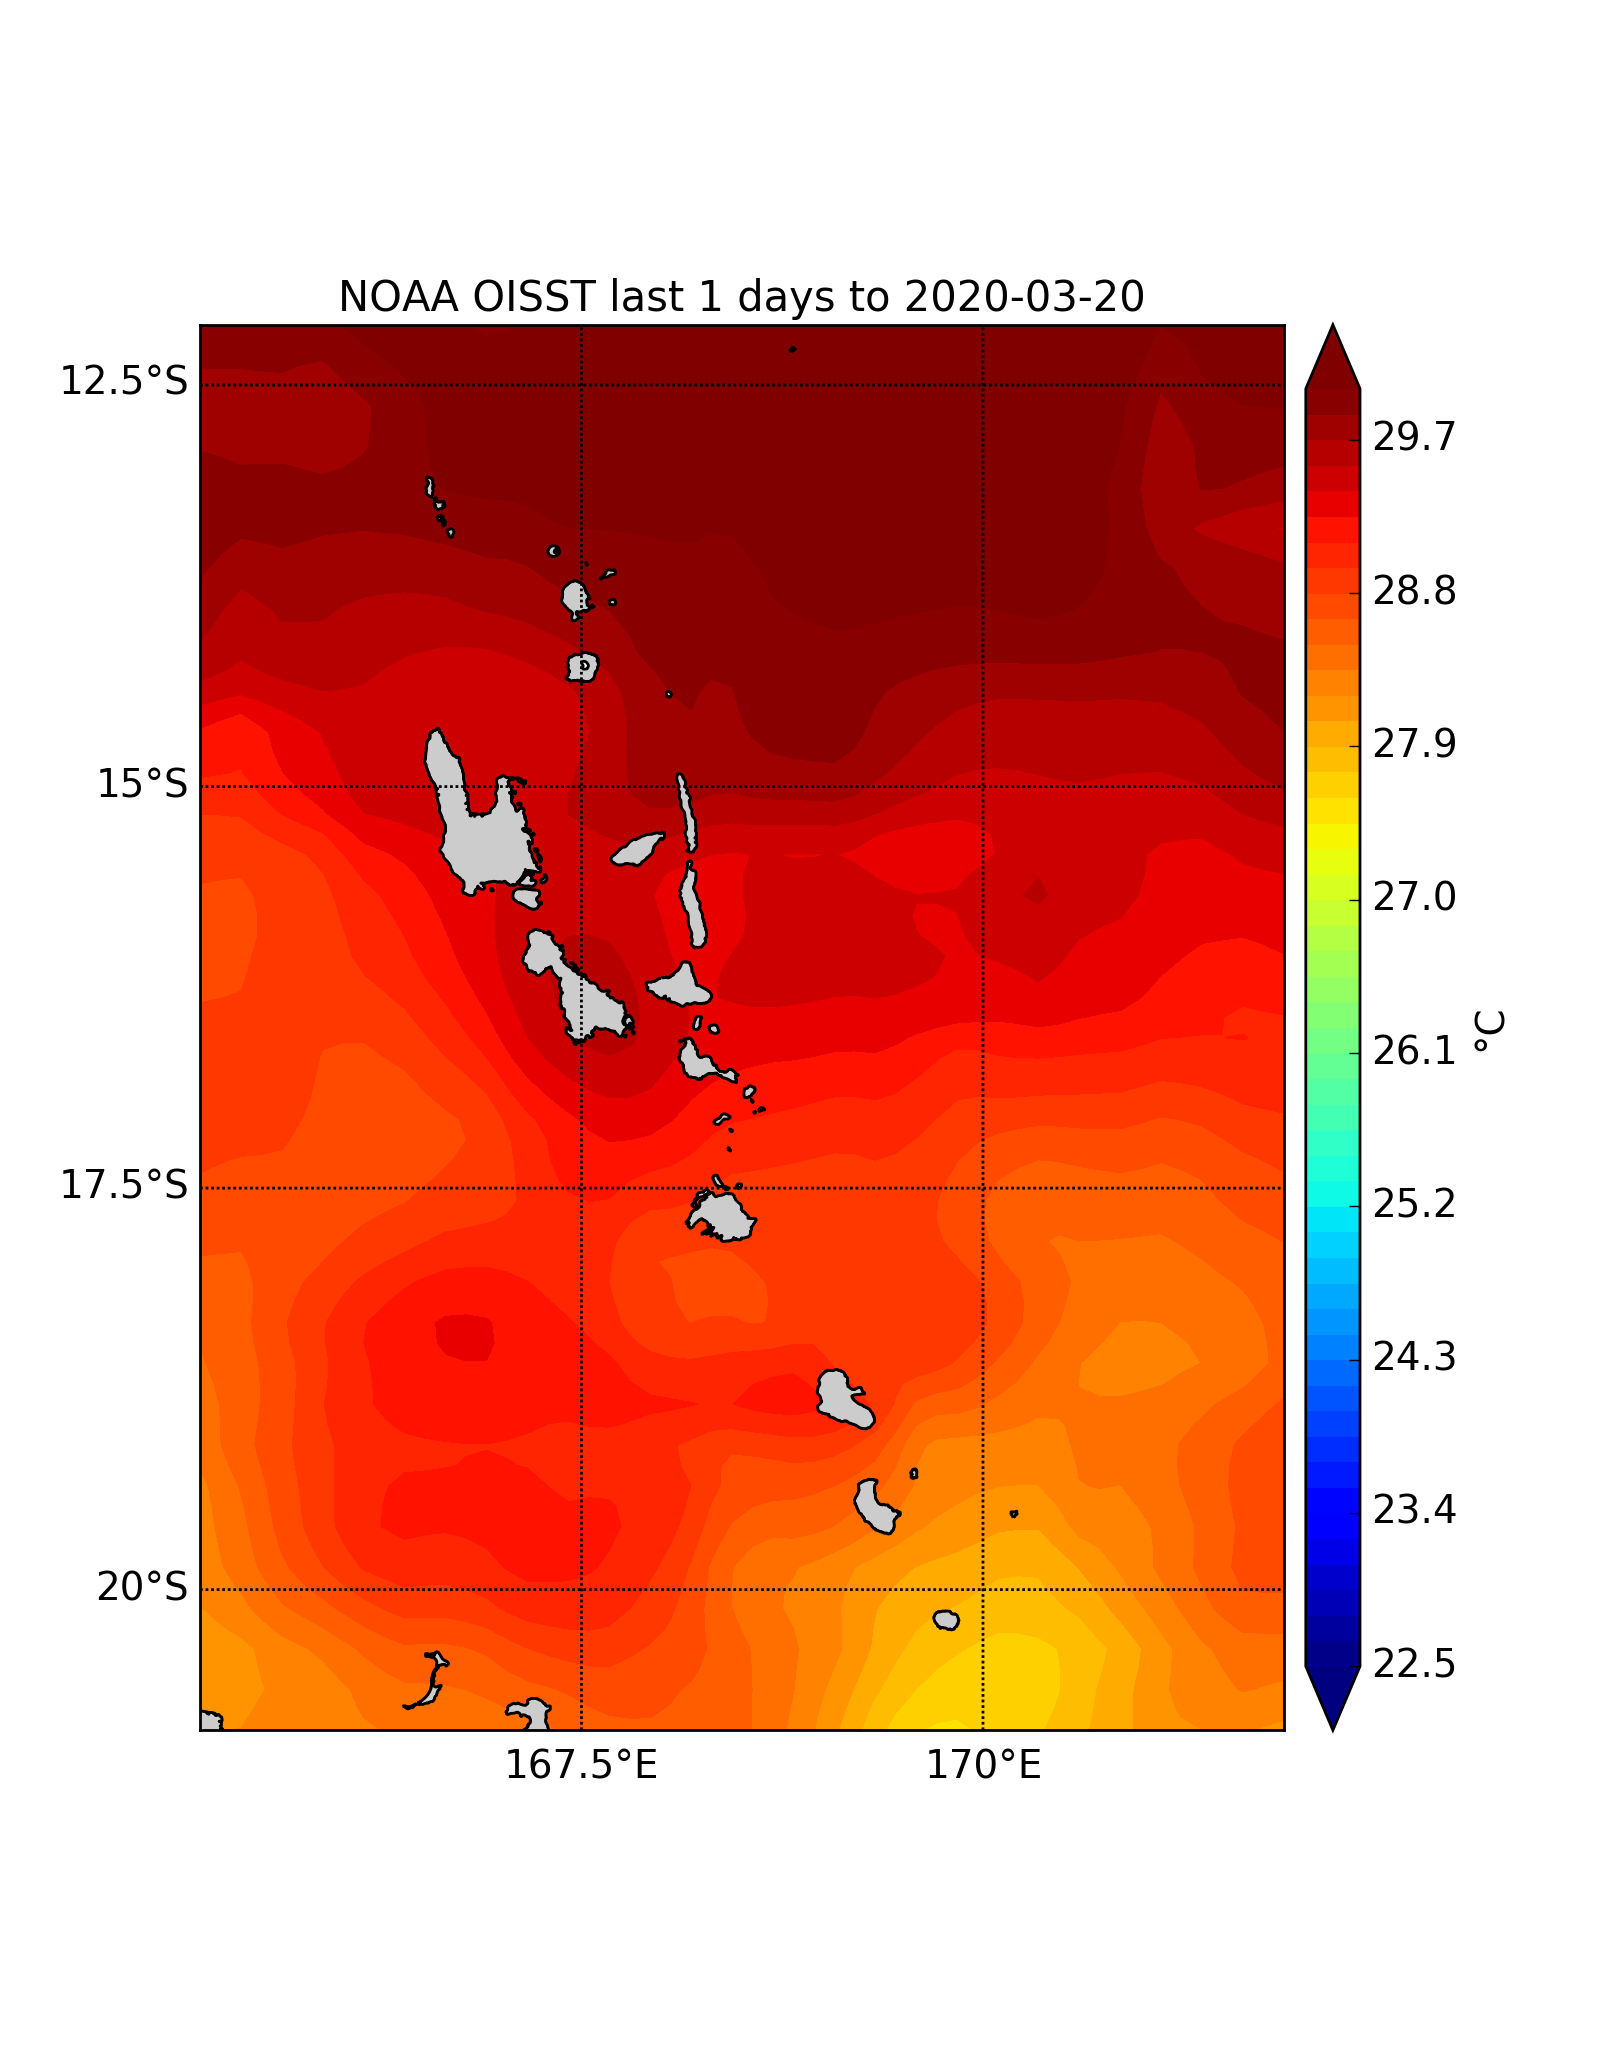 NOAA OISST last 1 days to 2020-03-20
12.5°S
15°S
17.5°S
20°S
167.5°E
170°E
29.7
28.8
27.9
27.0
26.1
25.2
24.3
23.4
22.5
°C